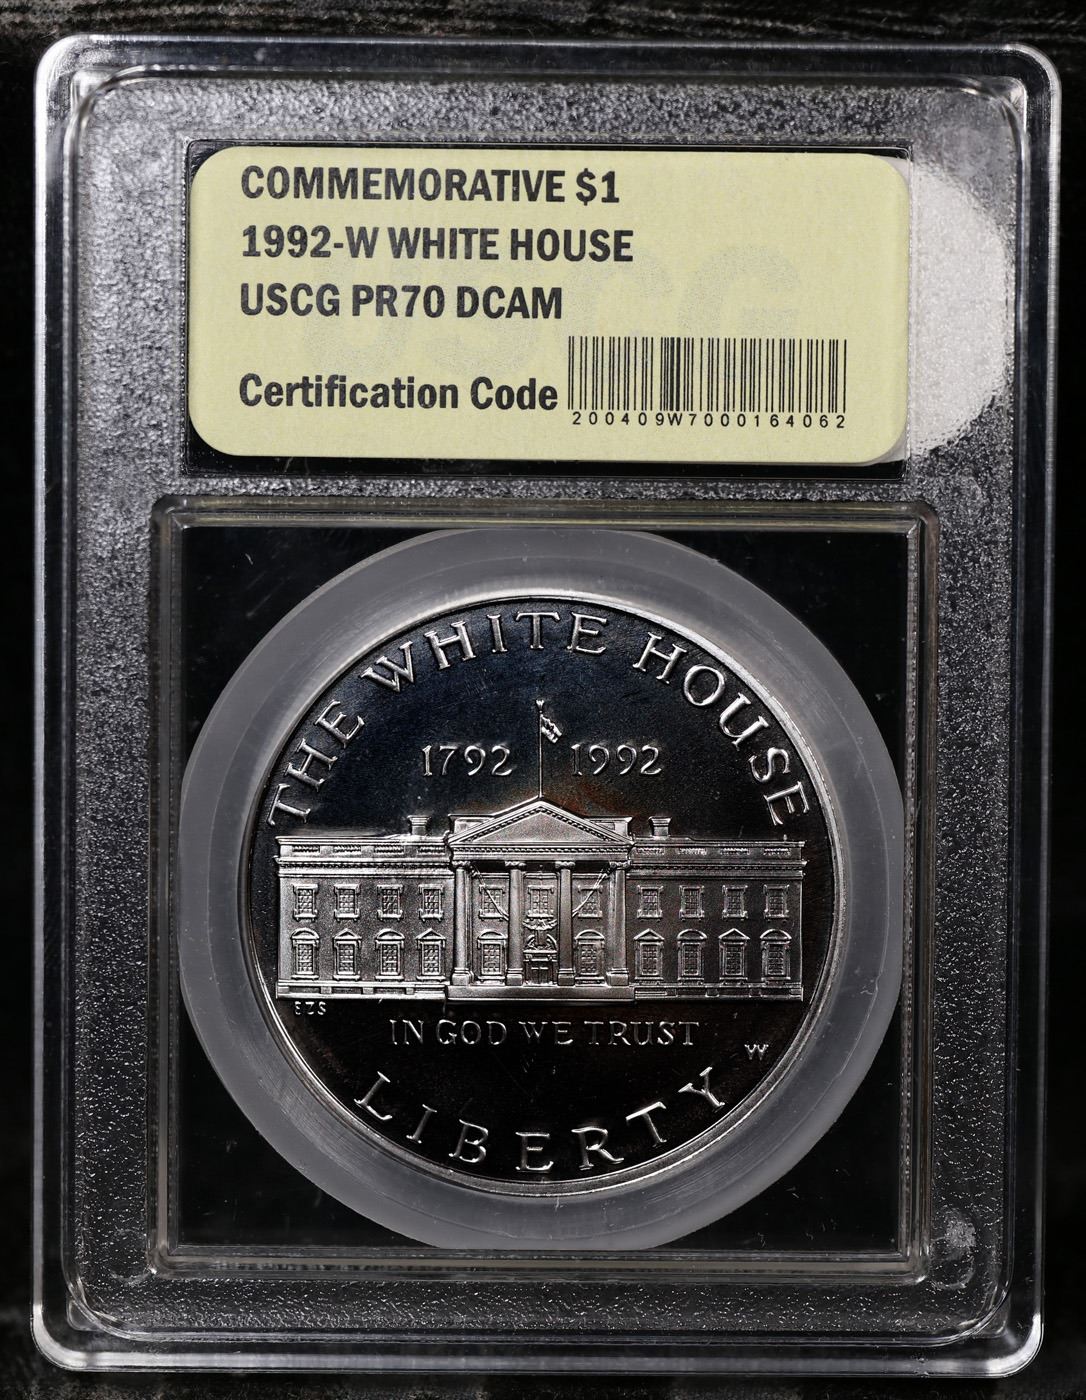 COMMEMORATIVE $1
1992-W WHITE HOUSE
USCG PR70 DCAM
Certification Code
200409W7000164062
THE WHITE HOUSE
1792 1992
IN GOD WE TRUST
W
LIBERTY